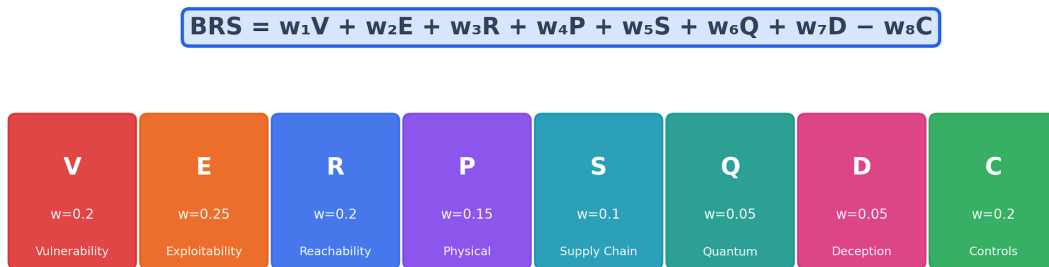 BRS = w₁V + w₂E + w₃R + w₄P + w₅S + w₆Q + w₇D − w₈C
V E R P S Q D C
w=0.2 w=0.25 w=0.2 w=0.15 w=0.1 w=0.05 w=0.05 w=0.2
Vulnerability Exploitability Reachability Physical Supply Chain Quantum Deception Controls